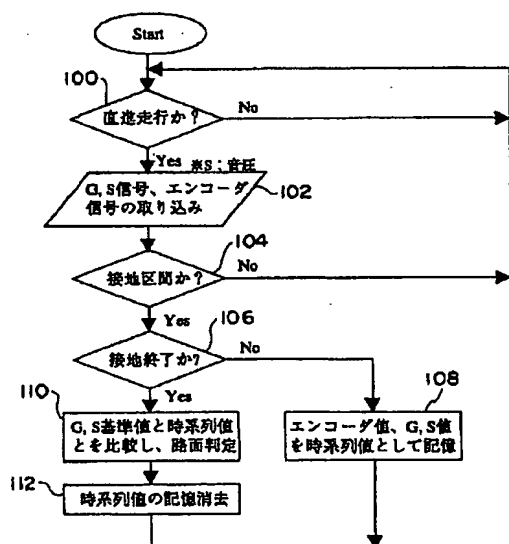 Start
100
直進走行か?
No
Yes
※S;音圧
G, S信号、エンコーダ
信号の取り込み
102
104
接地区間か?
No
Yes
106
接地終了か?
No
Yes
110
G, S基準値と時系列値
とを比較し、路面判定
108
エンコーダ値、G, S値
を時系列値として記憶
112
時系列値の記憶消去